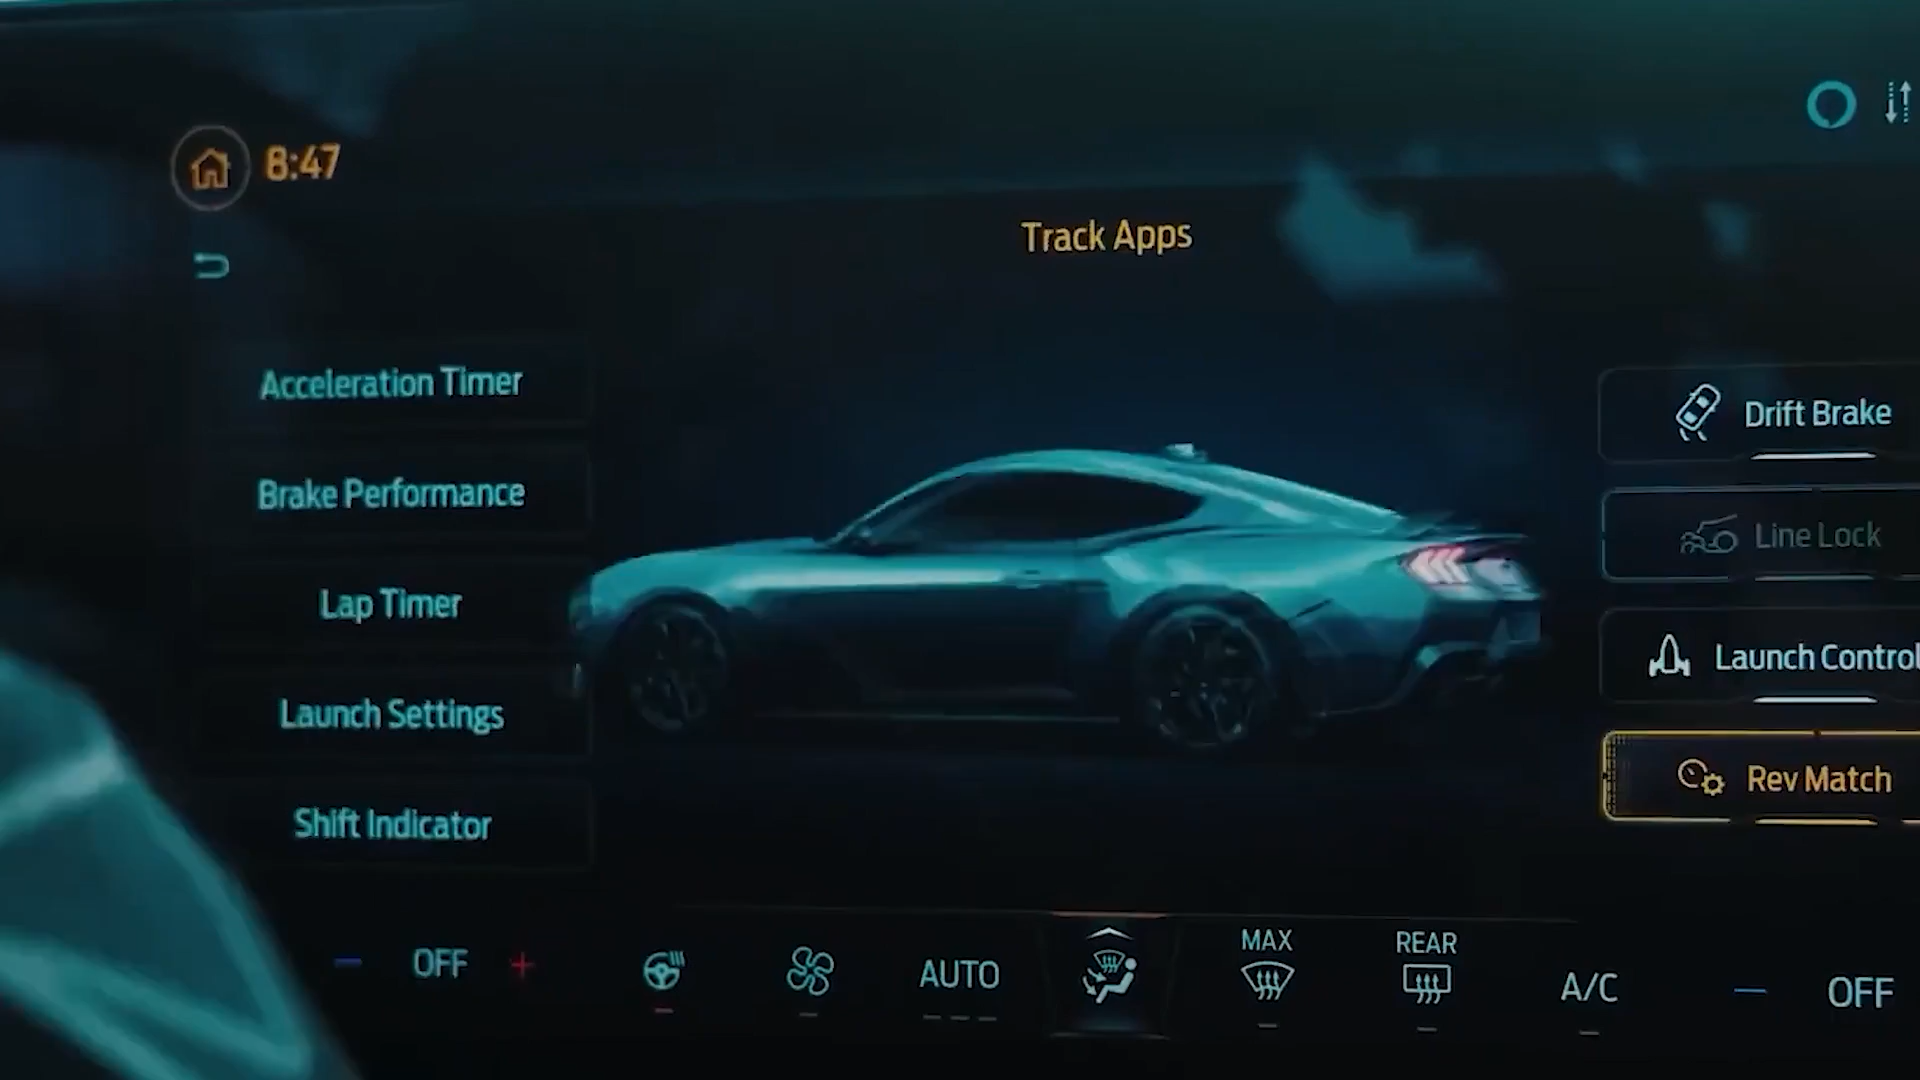 8:47
Track Apps
Acceleration Timer
Brake Performance
Lap Timer
Launch Settings
Shift Indicator
Drift Brake
Line Lock
Launch Control
Rev Match
OFF
AUTO
MAX
REAR
A/C
OFF